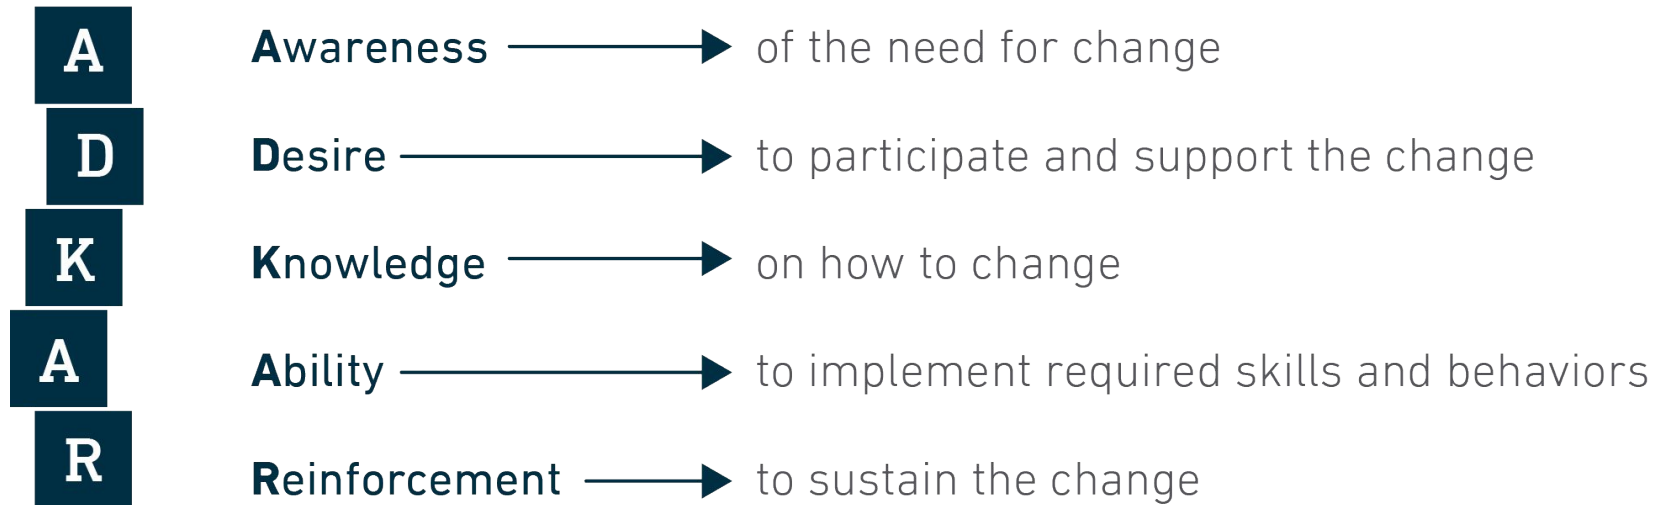 A
Awareness of the need for change
D
Desire to participate and support the change
K
Knowledge on how to change
A
Ability to implement required skills and behaviors
R
Reinforcement to sustain the change